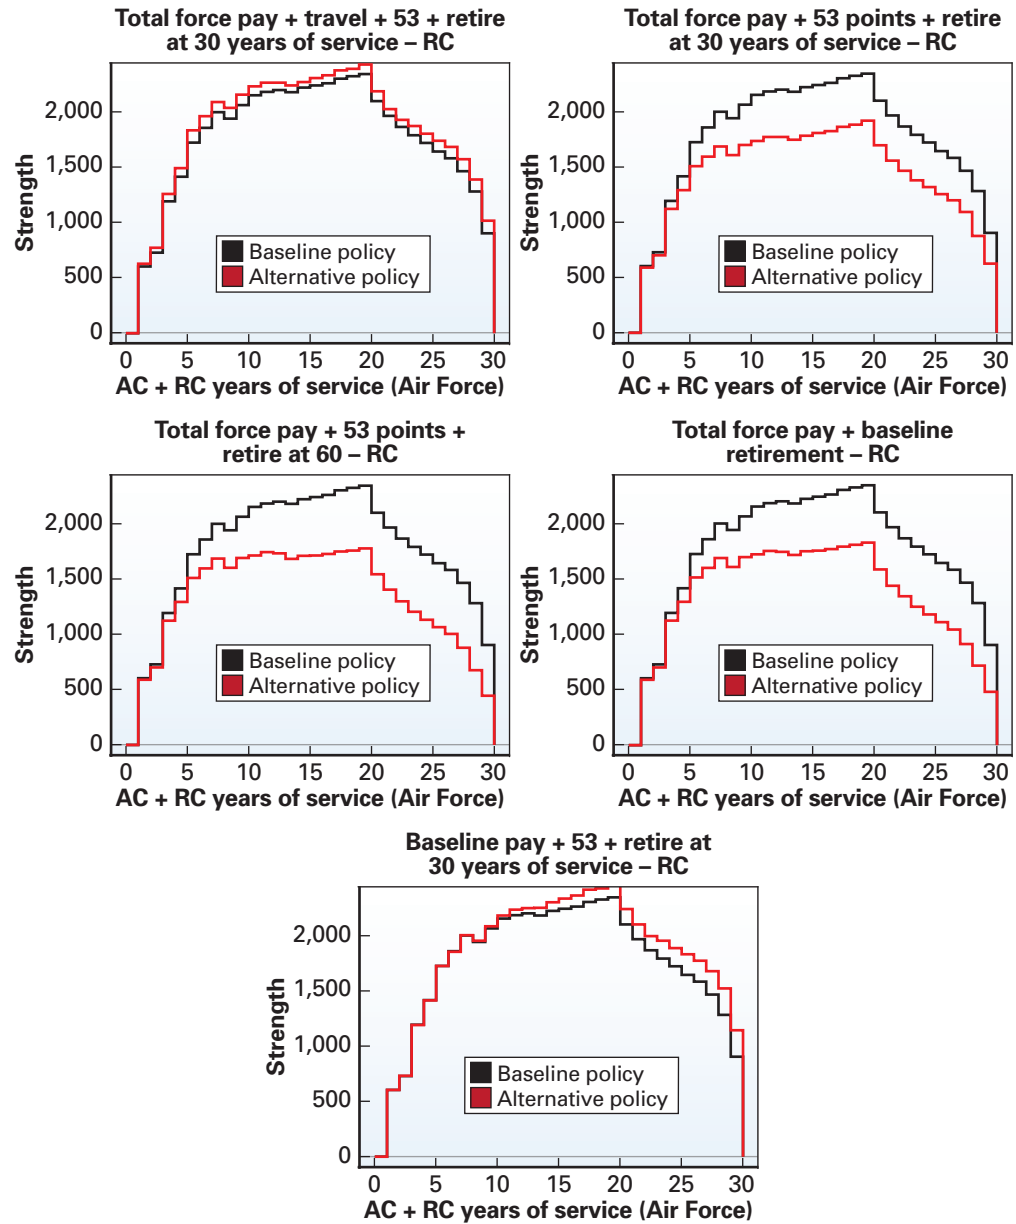 Total force pay + travel + 53 + retire
at 30 years of service – RC
Strength
2,000
1,500
1,000
500
0
Baseline policy
Alternative policy
0 5 10 15 20 25 30
AC + RC years of service (Air Force)
Total force pay + 53 points + retire
at 30 years of service – RC
Strength
2,000
1,500
1,000
500
0
Baseline policy
Alternative policy
0 5 10 15 20 25 30
AC + RC years of service (Air Force)
Total force pay + 53 points +
retire at 60 – RC
Strength
2,000
1,500
1,000
500
0
Baseline policy
Alternative policy
0 5 10 15 20 25 30
AC + RC years of service (Air Force)
Total force pay + baseline
retirement – RC
Strength
2,000
1,500
1,000
500
0
Baseline policy
Alternative policy
0 5 10 15 20 25 30
AC + RC years of service (Air Force)
Baseline pay + 53 + retire at
30 years of service – RC
Strength
2,000
1,500
1,000
500
0
Baseline policy
Alternative policy
0 5 10 15 20 25 30
AC + RC years of service (Air Force)